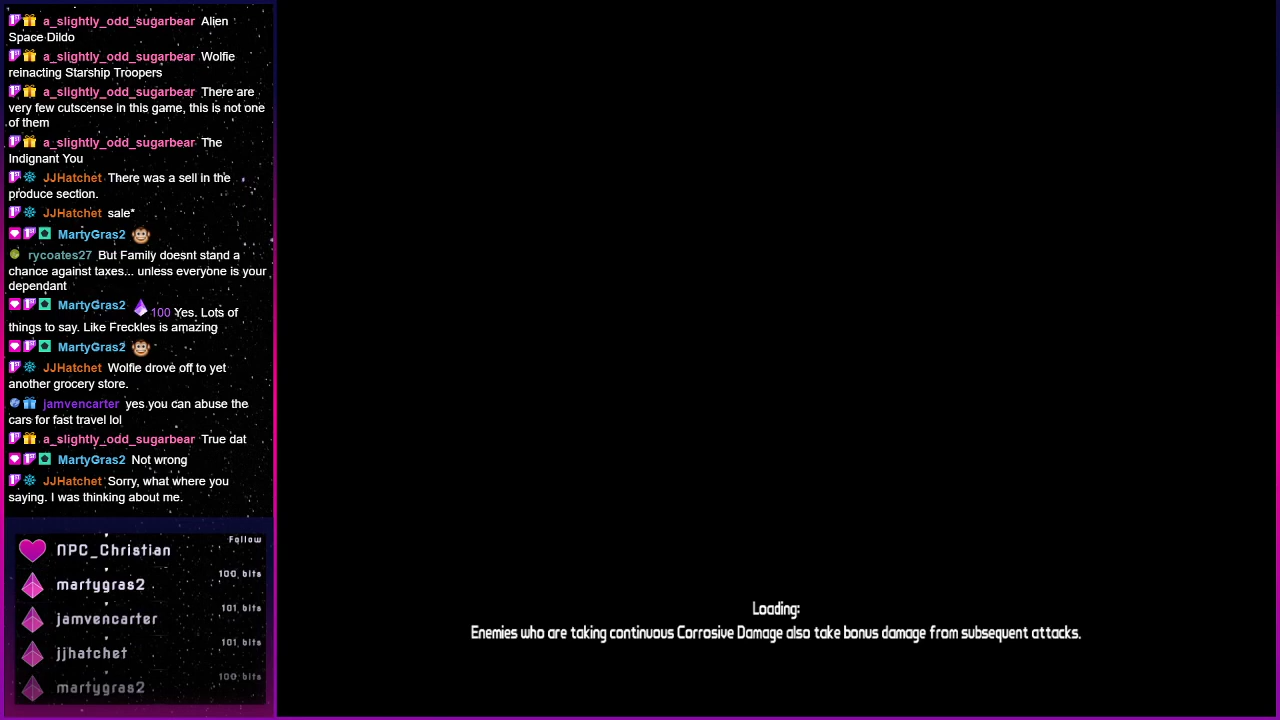 a_slightly_odd_sugarbear Alien
Space Dildo
a_slightly_odd_sugarbear Wolfie
reinacting Starship Troopers
a_slightly_odd_sugarbear There are
very few cutscense in this game, this is not one
of them
a_slightly_odd_sugarbear The
Indignant You
JJHatchet There was a sell in the
produce section.
JJHatchet sale*
MartyGras2
rycoates27 But Family doesnt stand a
chance against taxes... unless everyone is your
dependant
MartyGras2 100 Yes. Lots of
things to say. Like Freckles is amazing
MartyGras2
JJHatchet Wolfie drove off to yet
another grocery store.
jamvencarter yes you can abuse the
cars for fast travel lol
a_slightly_odd_sugarbear True dat
MartyGras2 Not wrong
JJHatchet Sorry, what where you
saying. I was thinking about me.
NPC_Christian Follow
martygras2 100 bits
jamvencarter 101 bits
jjhatchet 101 bits
martygras2 100 bits
Loading:
Enemies who are taking continuous Corrosive Damage also take bonus damage from subsequent attacks.